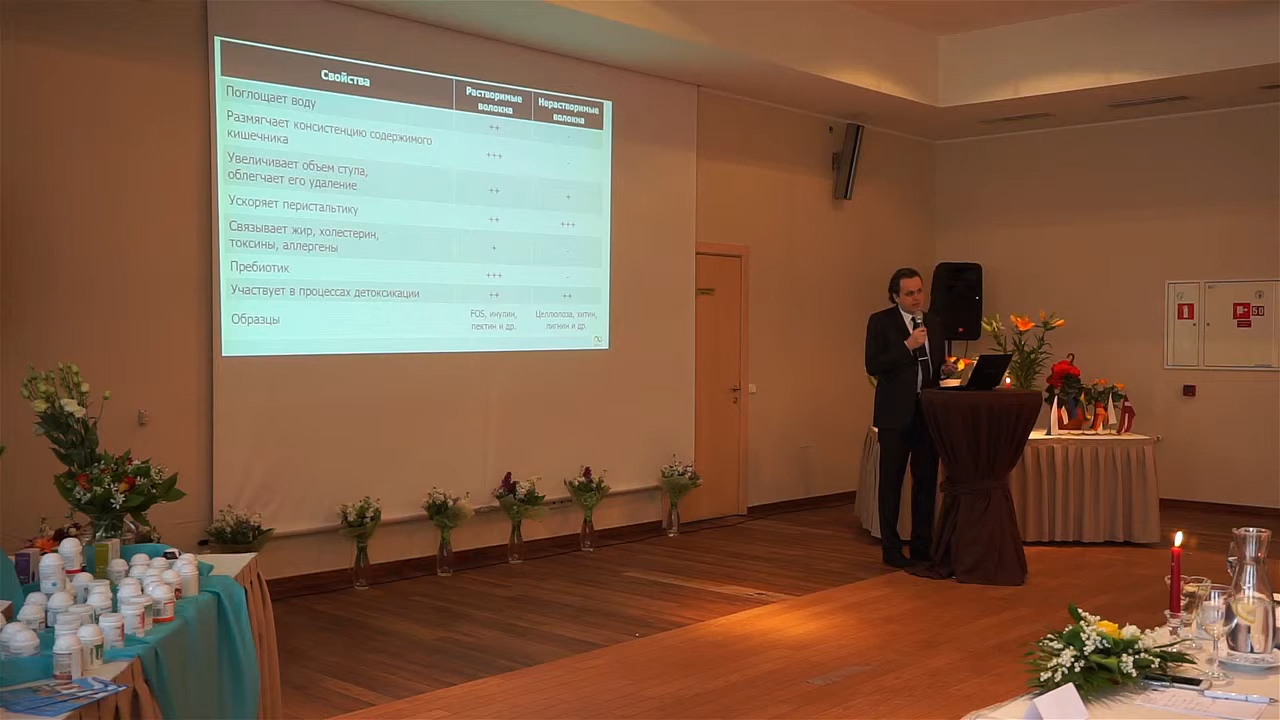 Свойства
Растворимые
волокна
Нерастворимые
волокна
Поглощает воду
++
-
Размягчает консистенцию содержимого
кишечника
+++
-
Увеличивает объем стула,
облегчает его удаление
++
+
Ускоряет перистальтику
++
+++
Связывает жир, холестерин,
токсины, аллергены
+
-
Пребиотик
+++
-
Участвует в процессах детоксикации
++
++
Образцы
FOS, инулин,
пектин и др.
Целлюлоза, хитин,
лигнин и др.
50